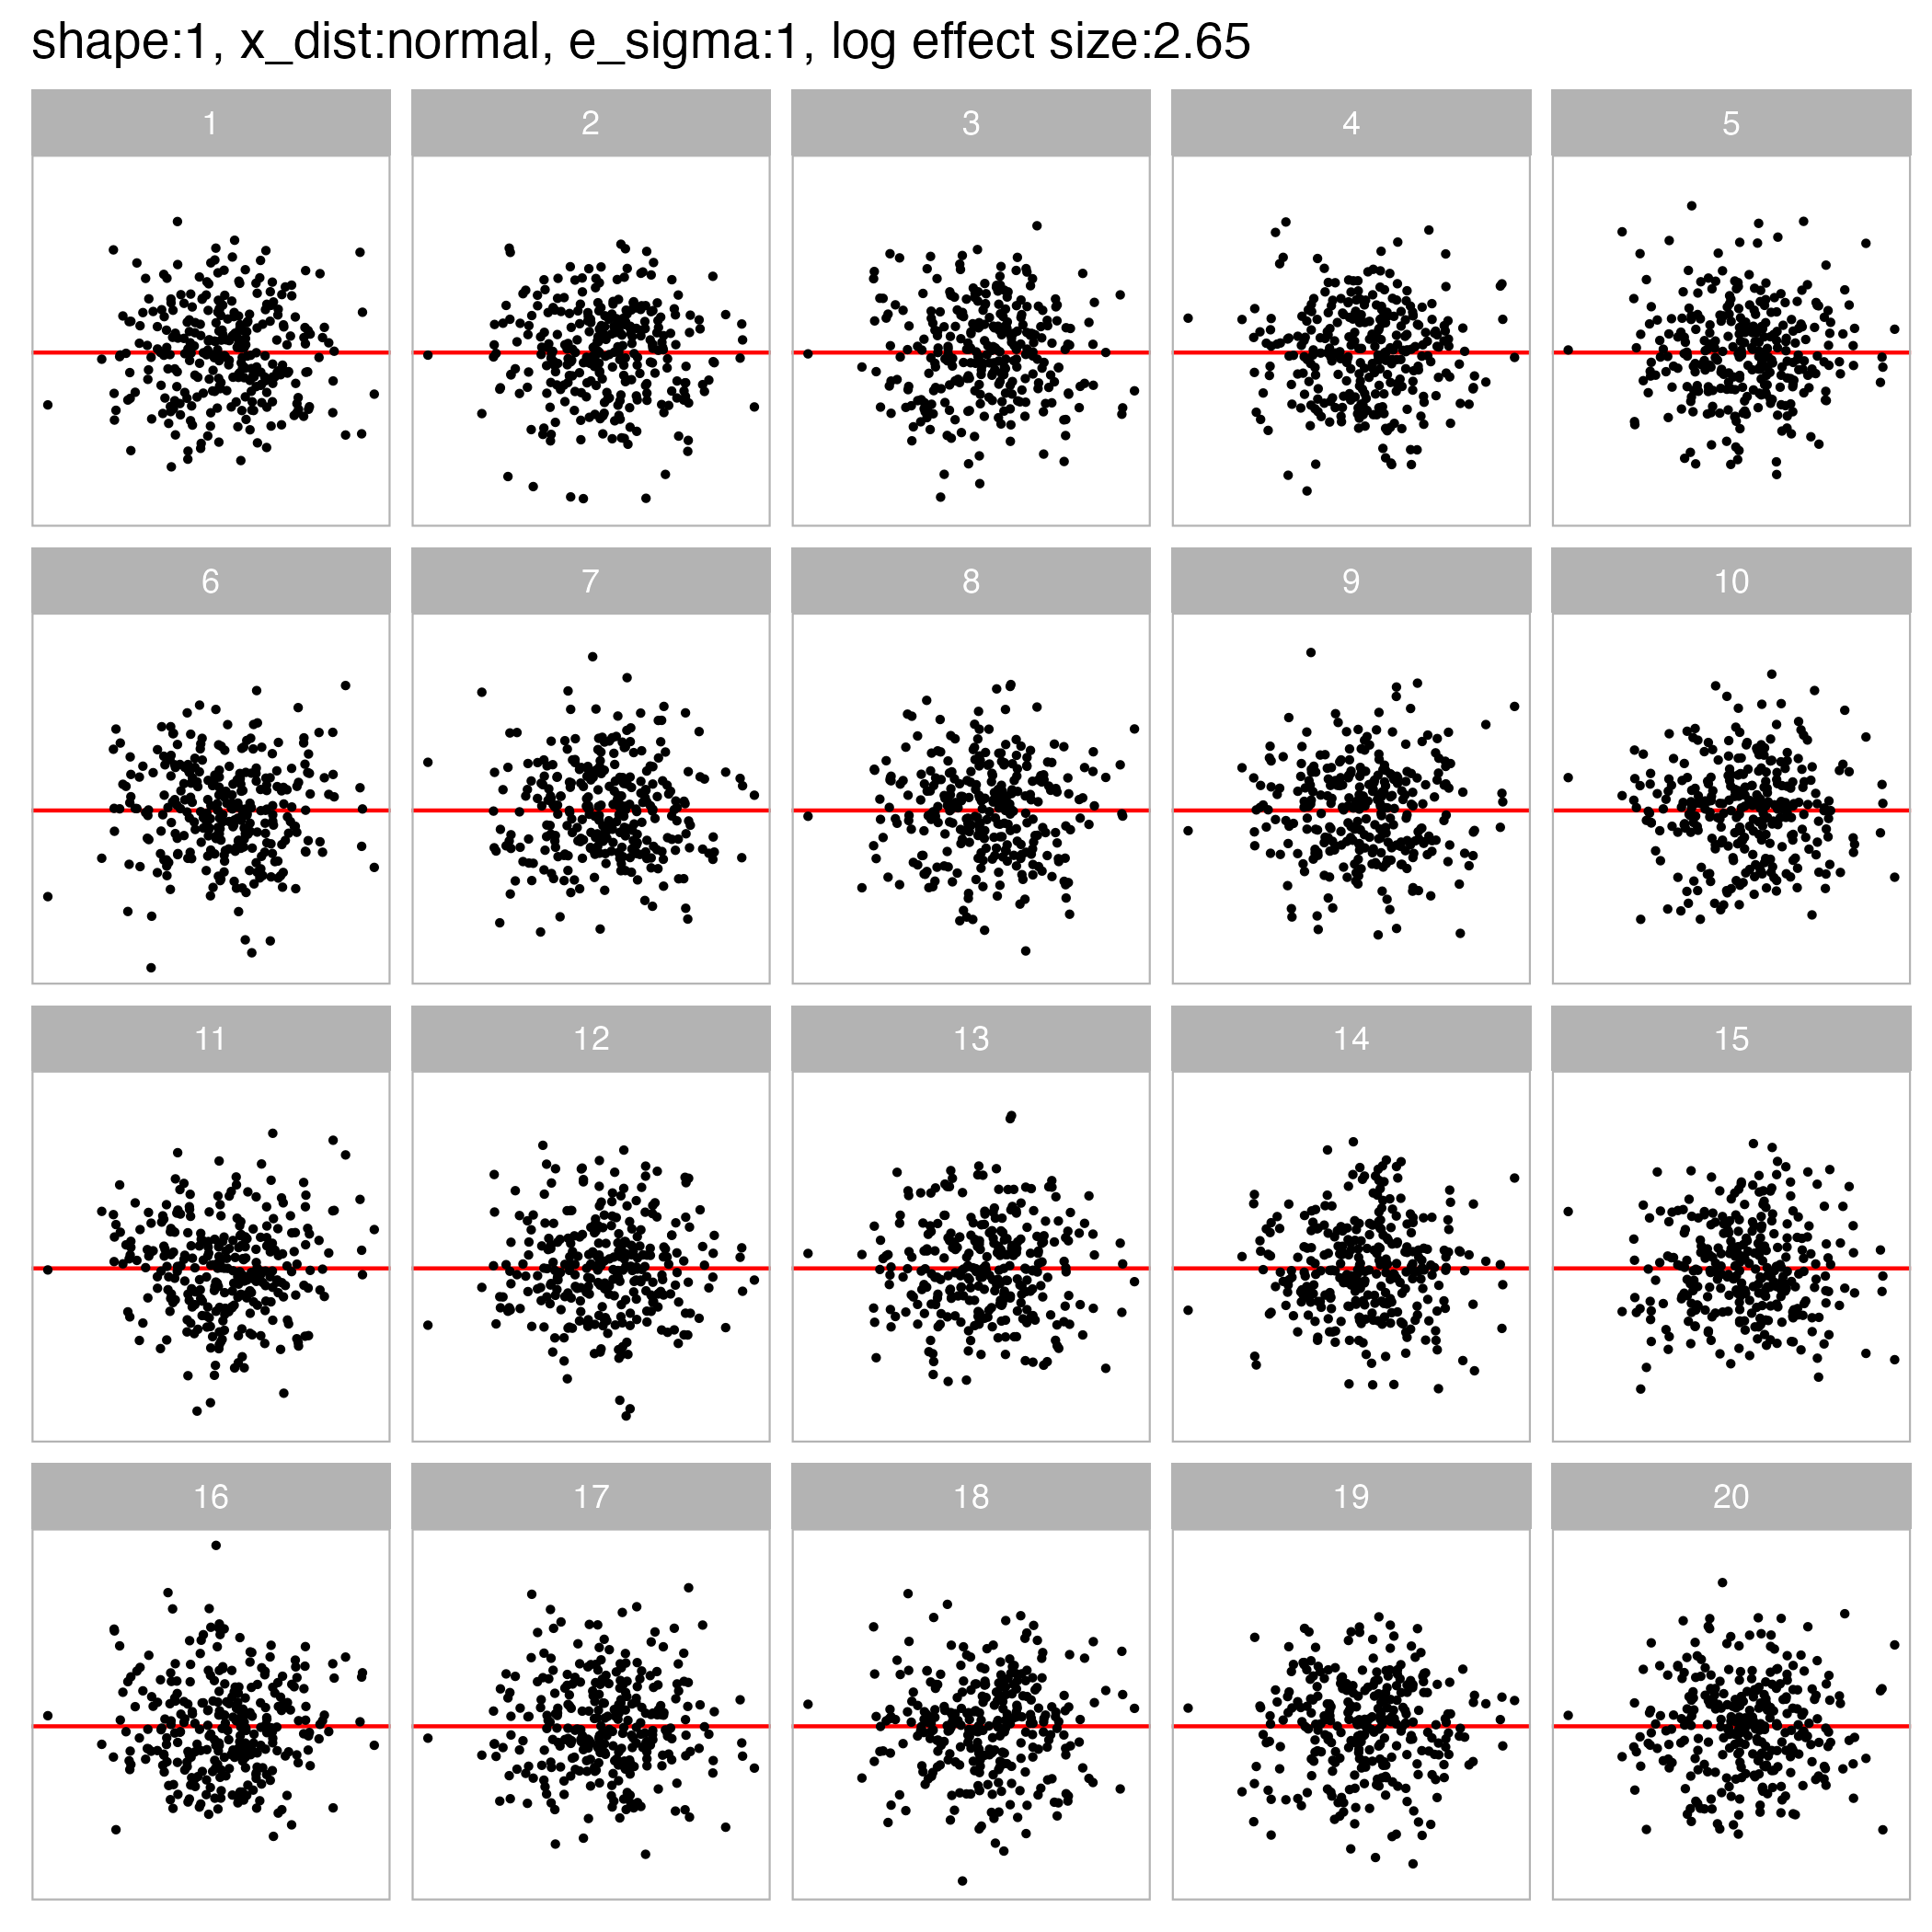 shape:1, x_dist:normal, e_sigma:1, log effect size:2.65
1 2 3 4 5
6 7 8 9 10
11 12 13 14 15
16 17 18 19 20